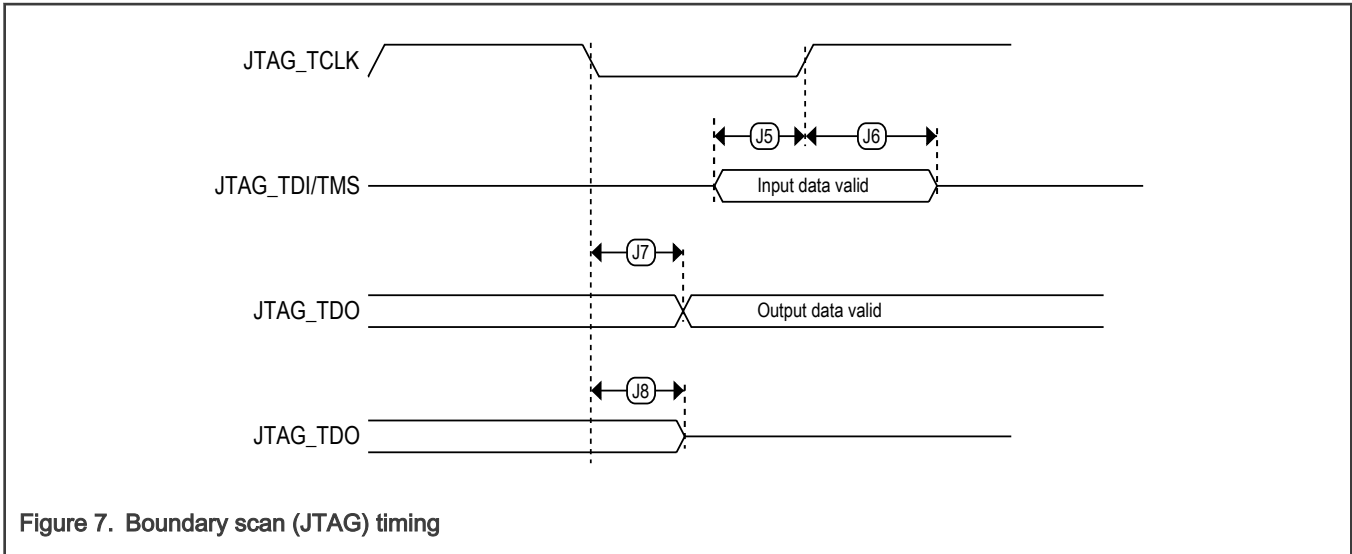 JTAG_TCLK
J5
J6
JTAG_TDI/TMS
Input data valid
J7
JTAG_TDO
Output data valid
J8
JTAG_TDO
Figure 7. Boundary scan (JTAG) timing